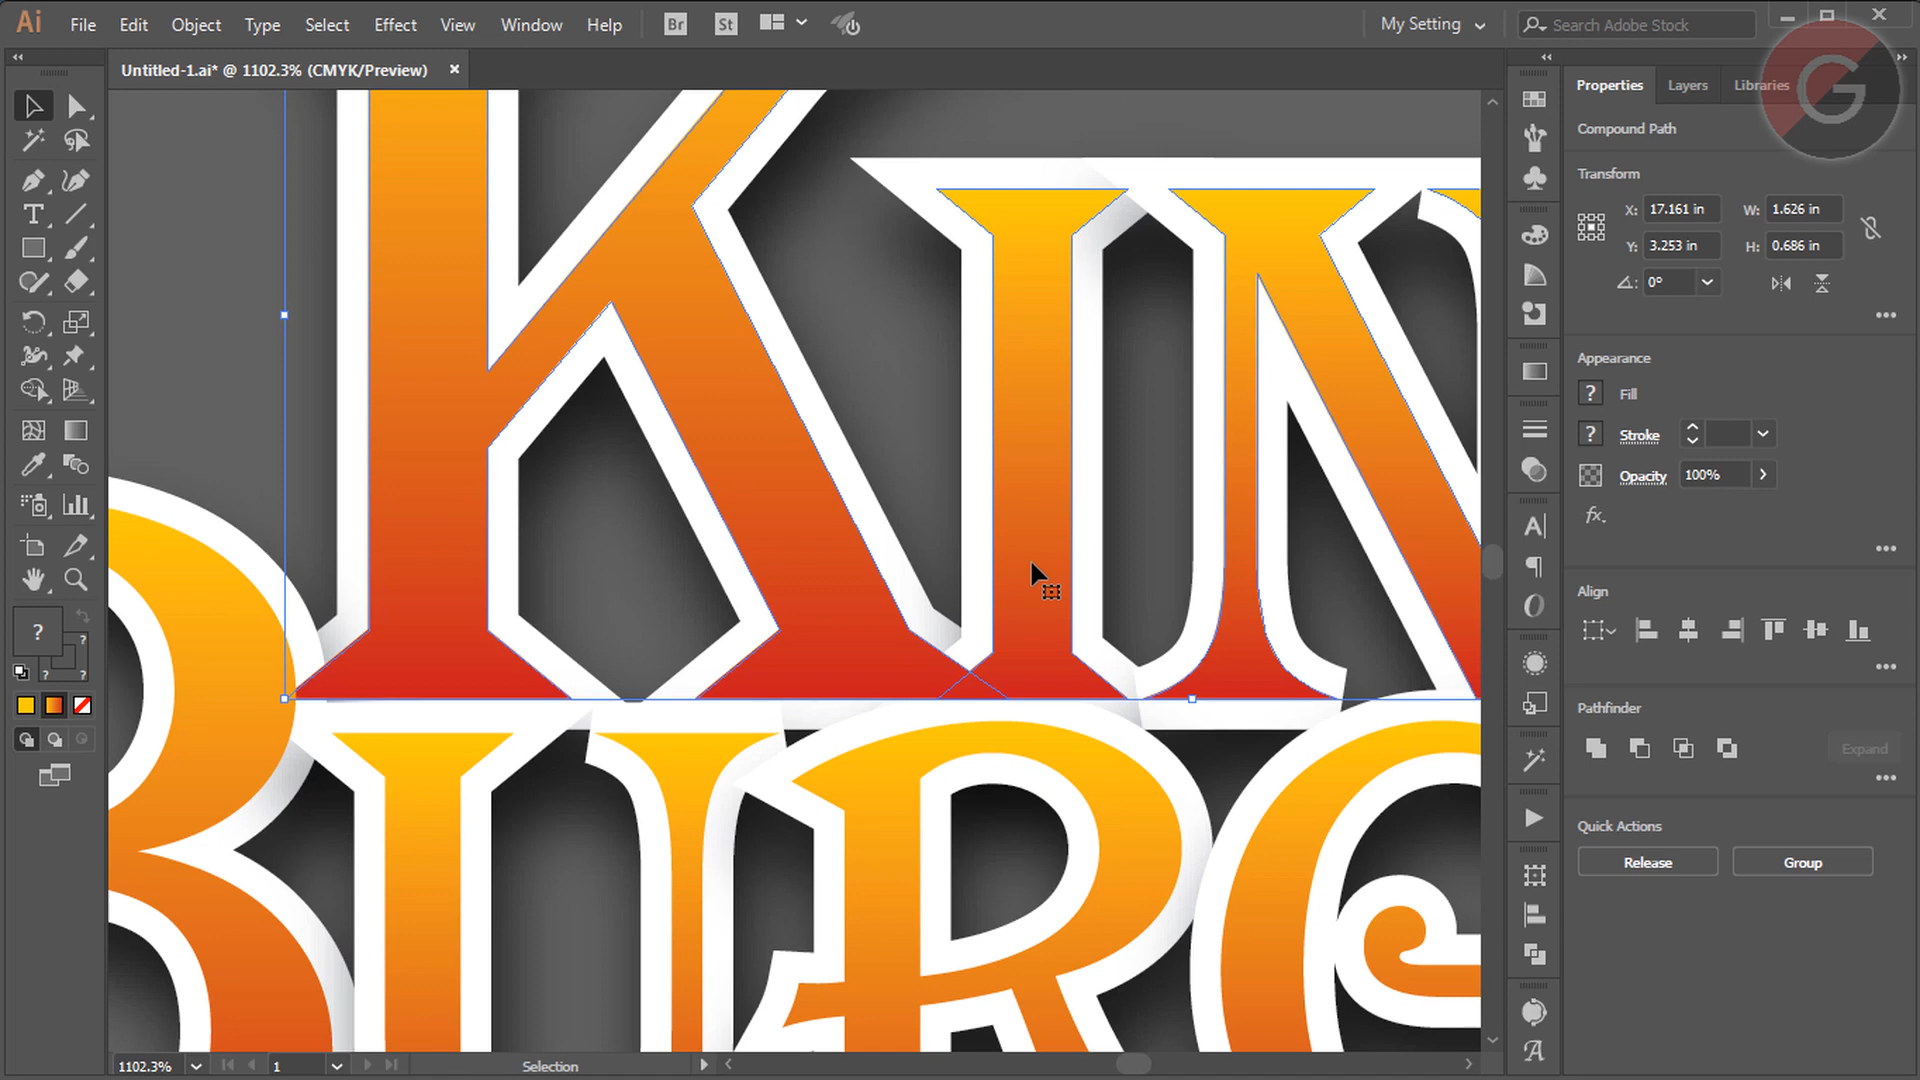 Ai File Edit Object Type Select Effect View Window Help Br St My Setting Search Adobe Stock
Untitled-1.ai* @ 1102.3% (CMYK/Preview)
Properties Layers Libraries
G
Compound Path
Transform
X: 17.161 in W: 1.626 in
Y: 3.253 in H: 0.686 in
0°
Appearance
? Fill
? Stroke
Opacity 100%
fx.
Align
Pathfinder
Expand
Quick Actions
Release Group
KIN
BURG
1102.3% 1 Selection